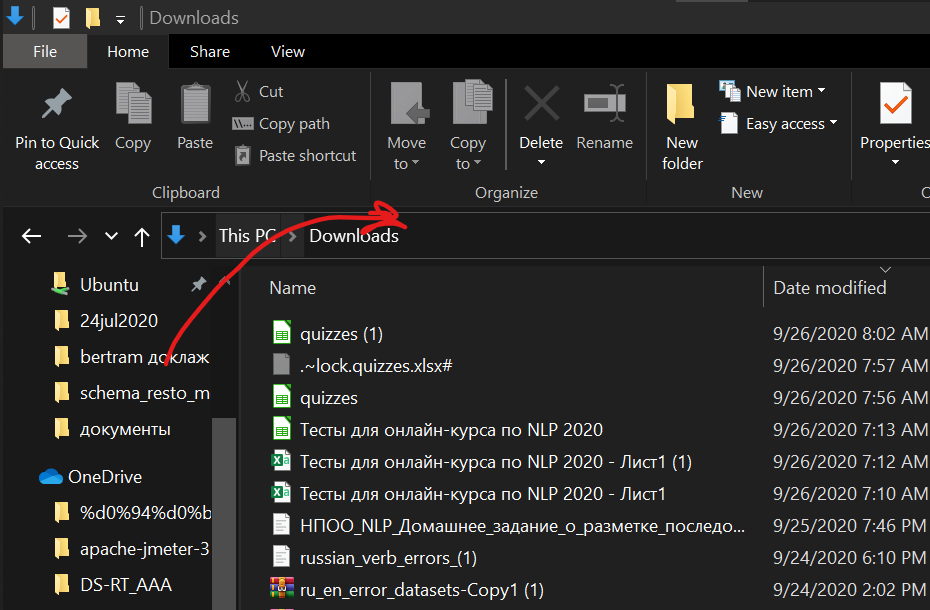 Downloads
File Home Share View
Pin to Quick access
Copy
Paste
Cut
Copy path
Paste shortcut
Clipboard
Move to
Copy to
Delete
Rename
Organize
New folder
New item
Easy access
New
Properties
This PC Downloads
Ubuntu
24jul2020
bertram доклаж
schema_resto_m
документы
OneDrive
%d0%94%d0%b
apache-jmeter-3
DS-RT_AAA
Name Date modified
quizzes (1) 9/26/2020 8:02 AM
.~lock.quizzes.xlsx# 9/26/2020 7:57 AM
quizzes 9/26/2020 7:56 AM
Тесты для онлайн-курса по NLP 2020 9/26/2020 7:13 AM
Тесты для онлайн-курса по NLP 2020 - Лист1 (1) 9/26/2020 7:12 AM
Тесты для онлайн-курса по NLP 2020 - Лист1 9/26/2020 7:10 AM
НПОО_NLP_Домашнее_задание_о_разметке_последо... 9/25/2020 7:46 PM
russian_verb_errors_(1) 9/24/2020 6:10 PM
ru_en_error_datasets-Copy1 (1) 9/24/2020 2:02 PM